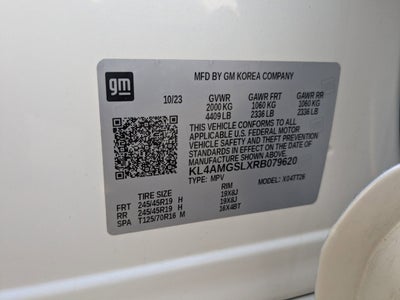 gm
MFD BY GM KOREA COMPANY
10/23 GVWR GAWR FRT GAWR RR
2000 KG 1060 KG 1060 KG
4409 LB 2336 LB 2336 LB
THIS VEHICLE CONFORMS TO ALL
APPLICABLE U.S. FEDERAL MOTOR
VEHICLE SAFETY AND THEFT PREVENTION
STANDARDS IN EFFECT ON THE DATE OF
MANUFACTURE SHOWN ABOVE.
KL4AMGSLXRB079620
TYPE: MPV MODEL: X04TT26
TIRE SIZE RIM
FRT 245/45R19 H 19X8J
RR 245/45R19 H 19X8J
SPA T125/70R16 M 16X4BT